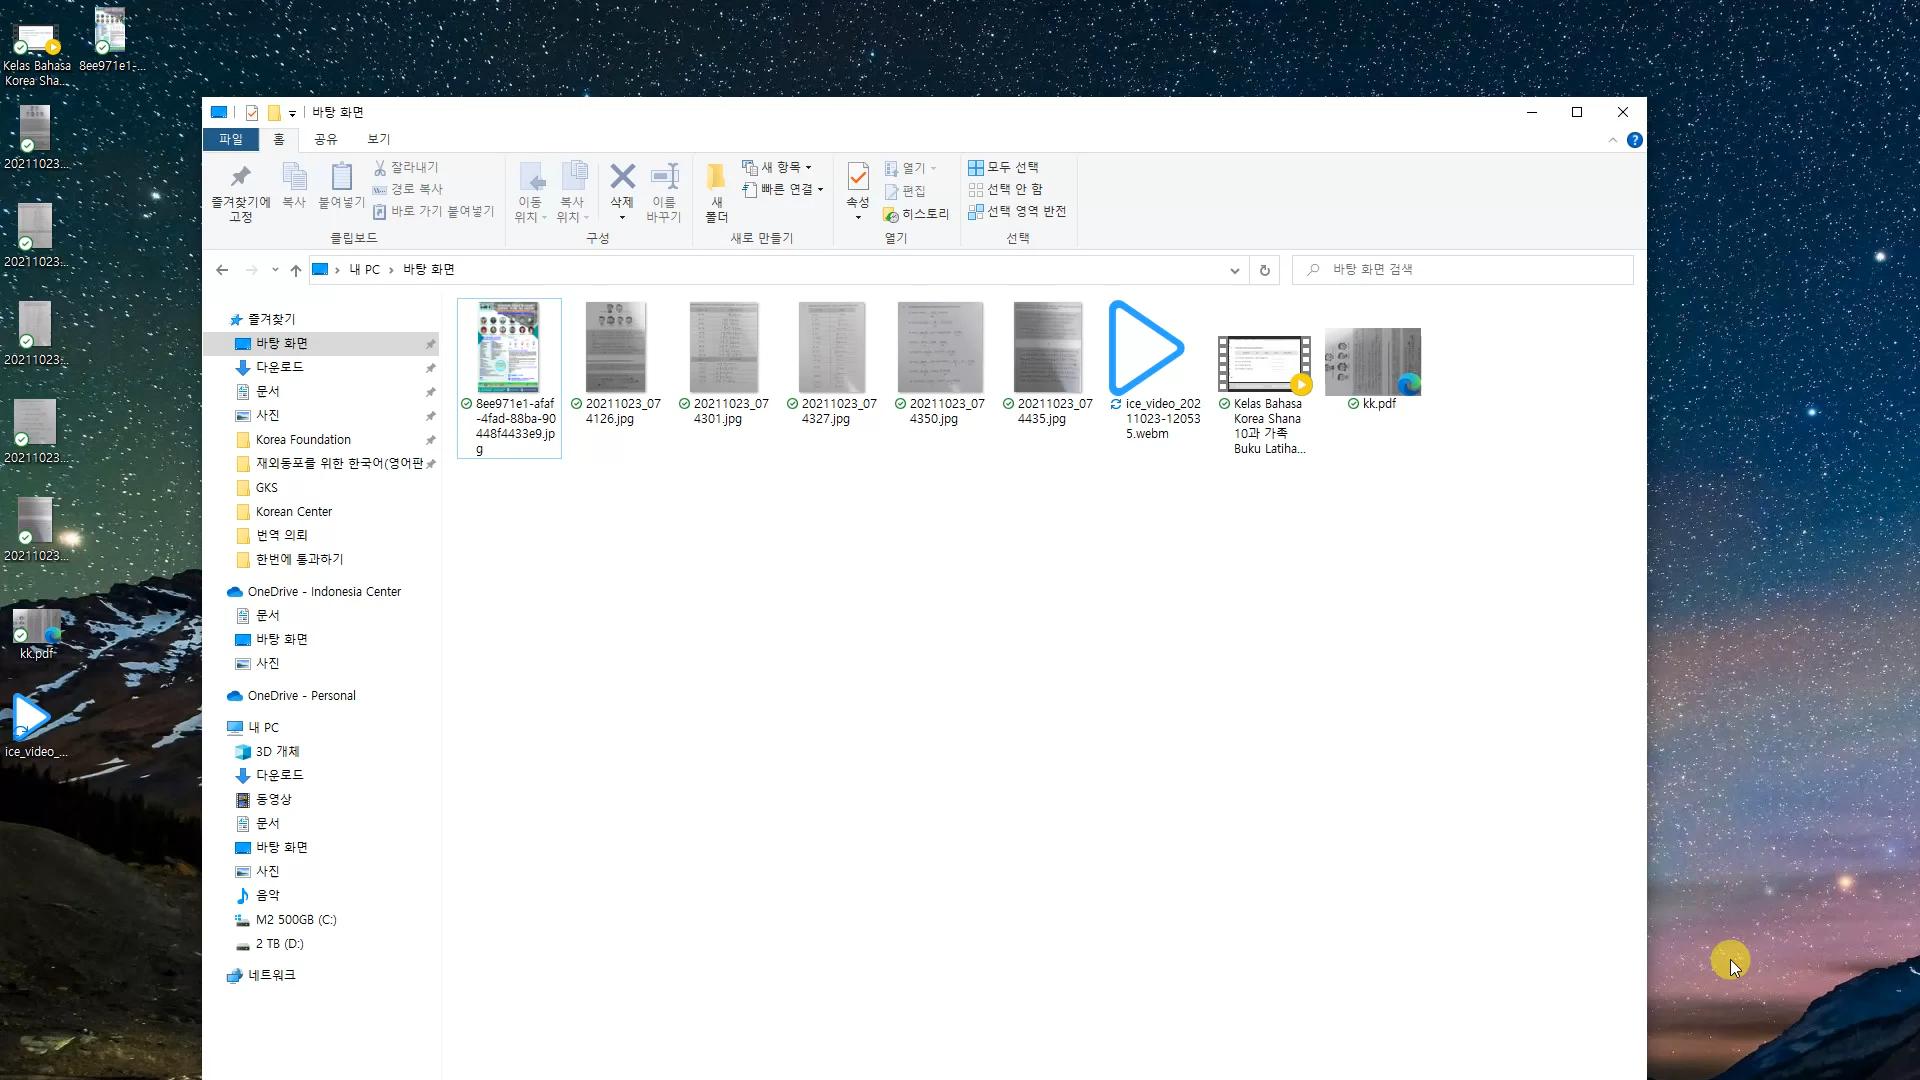 Kelas Bahasa
Korea Sha...
8ee971e1-...
20211023...
20211023...
20211023...
20211023...
20211023...
kk.pdf
ice_video_...
바탕 화면
파일
홈
공유
보기
즐겨찾기에
고정
복사
붙여넣기
잘라내기
경로 복사
바로 가기 붙여넣기
클립보드
이동
위치
복사
위치
삭제
이름
바꾸기
구성
새
폴더
새 항목
빠른 연결
새로 만들기
속성
열기
편집
히스토리
열기
모두 선택
선택 안 함
선택 영역 반전
선택
내 PC
바탕 화면
바탕 화면 검색
즐겨찾기
바탕 화면
다운로드
문서
사진
Korea Foundation
재외동포를 위한 한국어(영어판
GKS
Korean Center
번역 의뢰
한번에 통과하기
OneDrive - Indonesia Center
문서
바탕 화면
사진
OneDrive - Personal
내 PC
3D 개체
다운로드
동영상
문서
바탕 화면
사진
음악
M2 500GB (C:)
2 TB (D:)
네트워크
8ee971e1-afaf
-4fad-88ba-90
448f4433e9.jp
g
20211023_07
4126.jpg
20211023_07
4301.jpg
20211023_07
4327.jpg
20211023_07
4350.jpg
20211023_07
4435.jpg
ice_video_202
11023-12053
5.webm
Kelas Bahasa
Korea Shana
10과 가족
Buku Latiha...
kk.pdf